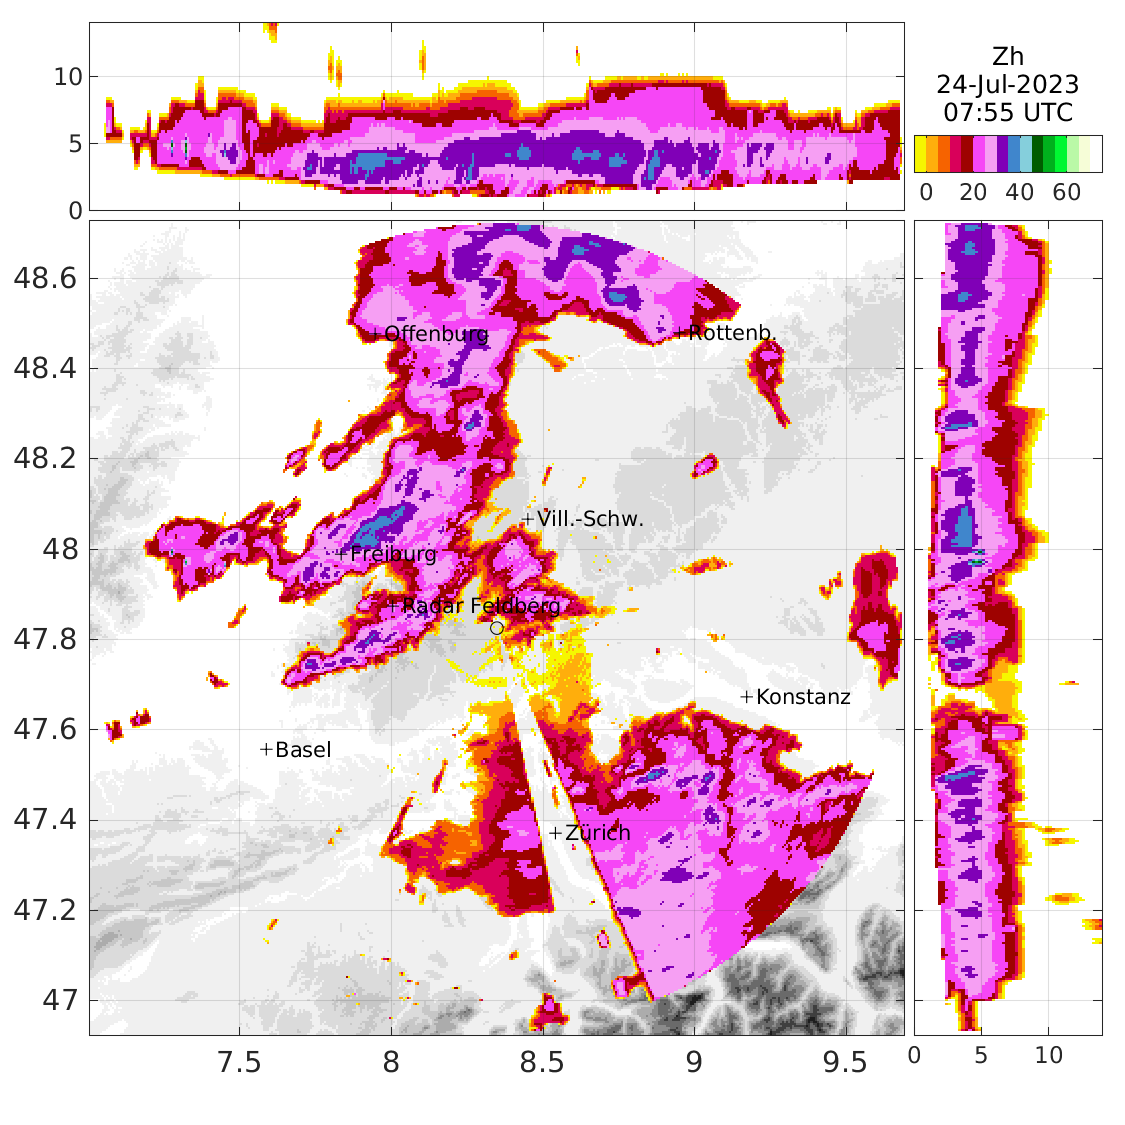 10
5
0
Zh
24-Jul-2023
07:55 UTC
0 20 40 60
48.6
48.4
48.2
48
47.8
47.6
47.4
47.2
47
Offenburg
Rottenb.
Vill.-Schw.
Freiburg
Radar Feldberg
Konstanz
Basel
Zürich
7.5 8 8.5 9 9.5
0 5 10